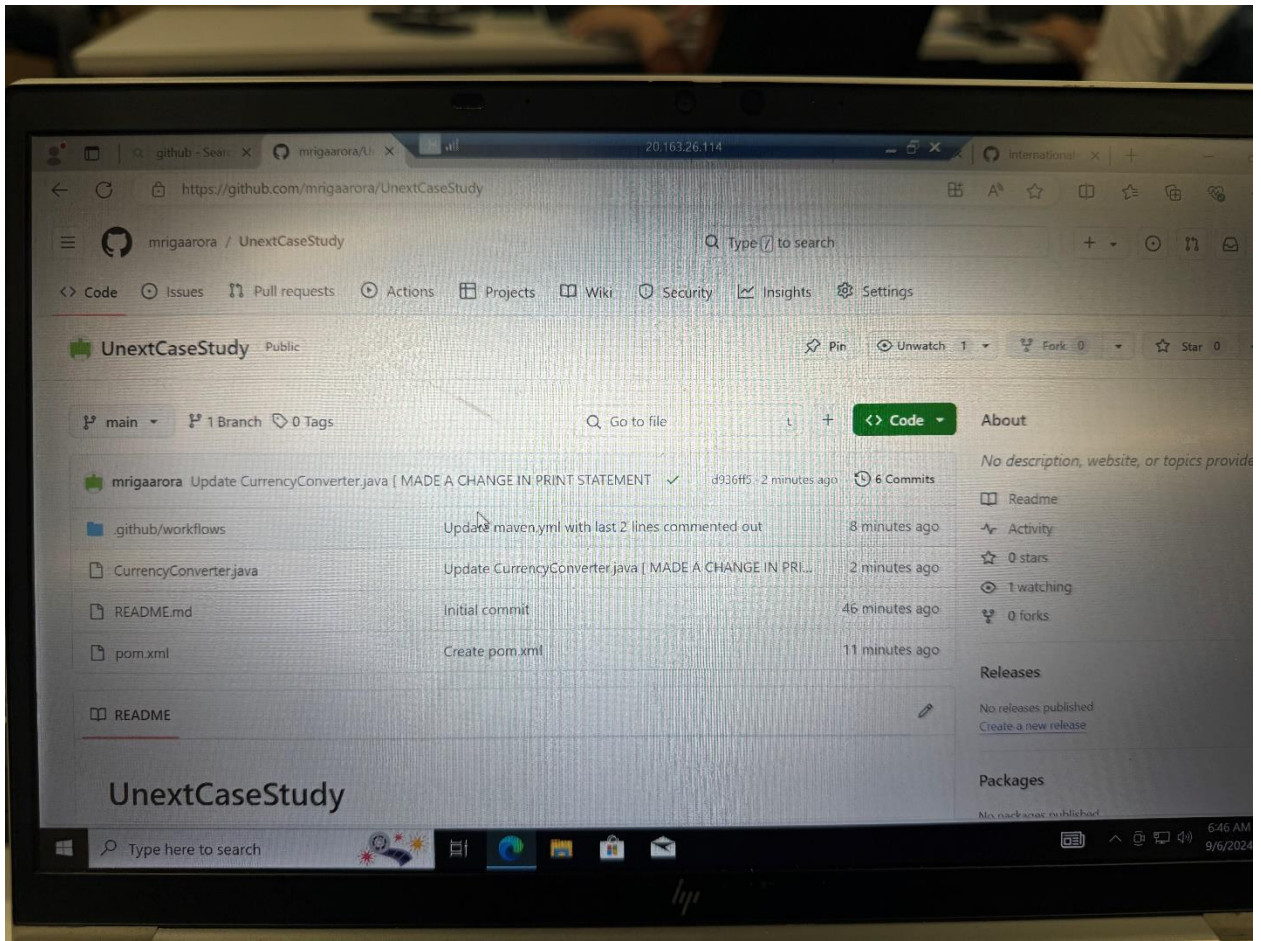 github - Sear
mrigaarora/U
20.163.26.114
international-
https://github.com/mrigaarora/UnextCaseStudy
mrigaarora / UnextCaseStudy
Type / to search
Code
Issues
Pull requests
Actions
Projects
Wiki
Security
Insights
Settings
UnextCaseStudy Public
Pin
Unwatch 1
Fork 0
Star 0
main
1 Branch
0 Tags
Go to file
t
Code
mrigaarora Update CurrencyConverter.java [ MADE A CHANGE IN PRINT STATEMENT
d936ff5 · 2 minutes ago
6 Commits
.github/workflows Update maven.yml with last 2 lines commented out 8 minutes ago
CurrencyConverter.java Update CurrencyConverter.java [ MADE A CHANGE IN PRI... 2 minutes ago
README.md Initial commit 46 minutes ago
pom.xml Create pom.xml 11 minutes ago
README
UnextCaseStudy
About
No description, website, or topics provide
Readme
Activity
0 stars
1 watching
0 forks
Releases
No releases published
Create a new release
Packages
No packages published
Type here to search
6:46 AM
9/6/2024
hp